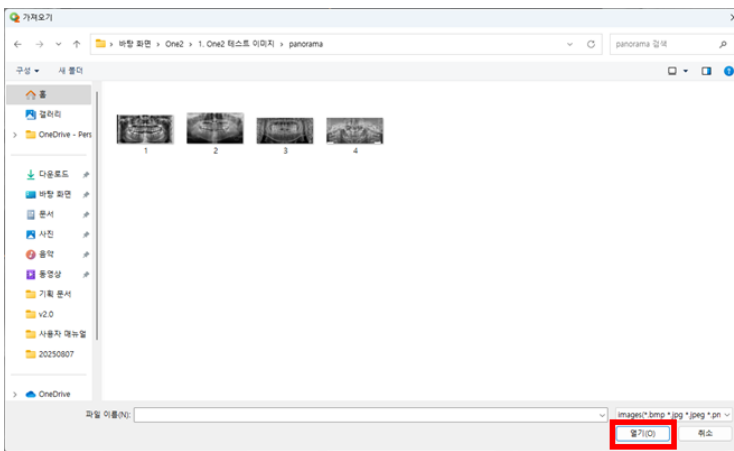 가져오기
바탕 화면 › One2 › 1. One2 테스트 이미지 › panorama
panorama 검색
구성
새 폴더
홈
갤러리
OneDrive - Pers
다운로드
바탕 화면
문서
사진
음악
동영상
기획 문서
v2.0
사용자 매뉴얼
20250807
OneDrive
1
2
3
4
파일 이름(N):
images(*.bmp *.jpg *.jpeg *.pn
열기(O)
취소